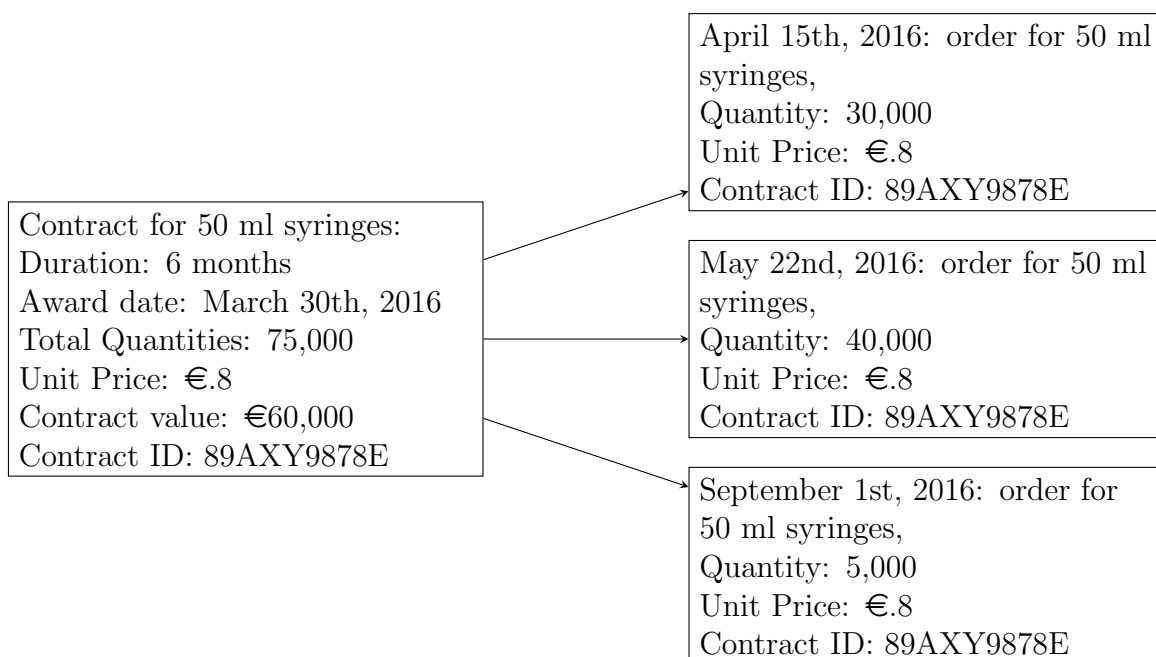 Contract for 50 ml syringes:
Duration: 6 months
Award date: March 30th, 2016
Total Quantities: 75,000
Unit Price: €.8
Contract value: €60,000
Contract ID: 89AXY9878E
April 15th, 2016: order for 50 ml
syringes,
Quantity: 30,000
Unit Price: €.8
Contract ID: 89AXY9878E
May 22nd, 2016: order for 50 ml
syringes,
Quantity: 40,000
Unit Price: €.8
Contract ID: 89AXY9878E
September 1st, 2016: order for
50 ml syringes,
Quantity: 5,000
Unit Price: €.8
Contract ID: 89AXY9878E